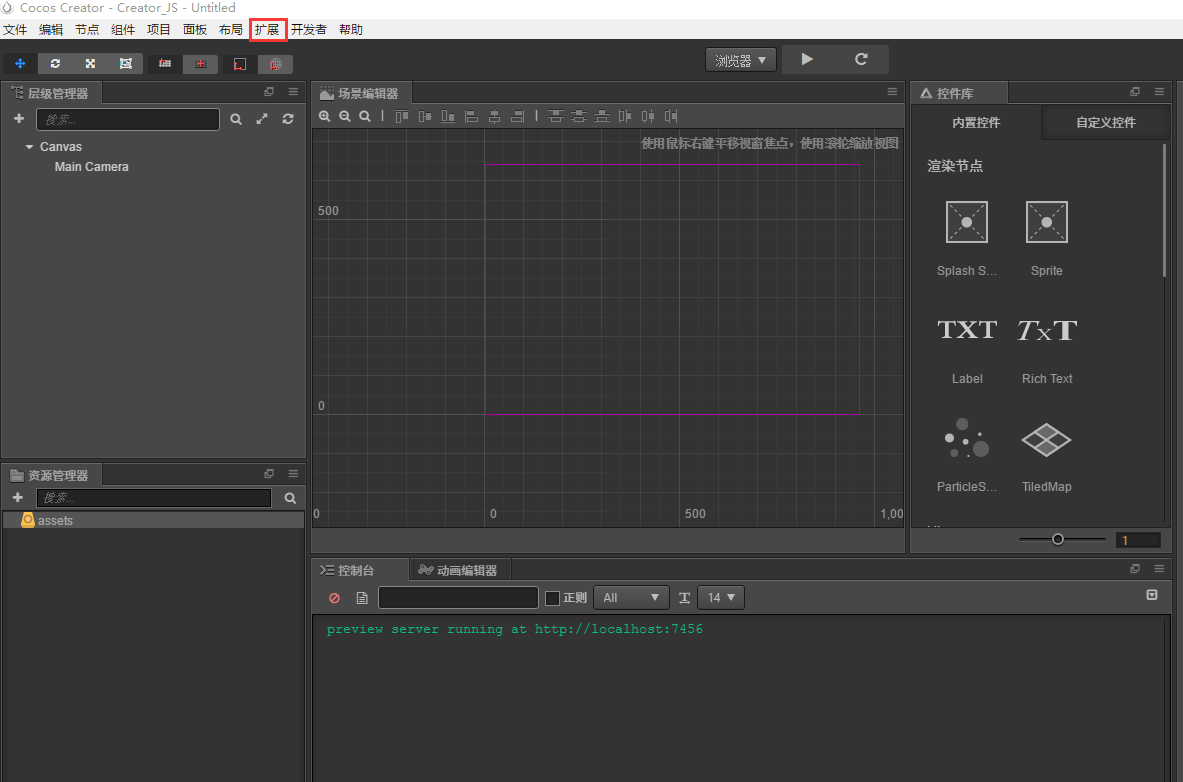 Cocos Creator - Creator_JS - Untitled
文件 编辑 节点 组件 项目 面板 布局 扩展 开发者 帮助
浏览器
层级管理器
搜索...
Canvas
Main Camera
资源管理器
搜索...
assets
场景编辑器
使用鼠标右键平移视窗焦点，使用滚轮缩放视图
500
0
0 0 500 1,00
控件库
内置控件 自定义控件
渲染节点
Splash S... Sprite
TXT TxT
Label Rich Text
ParticleS... TiledMap
1
控制台 动画编辑器
正则 All 14
preview server running at http://localhost:7456